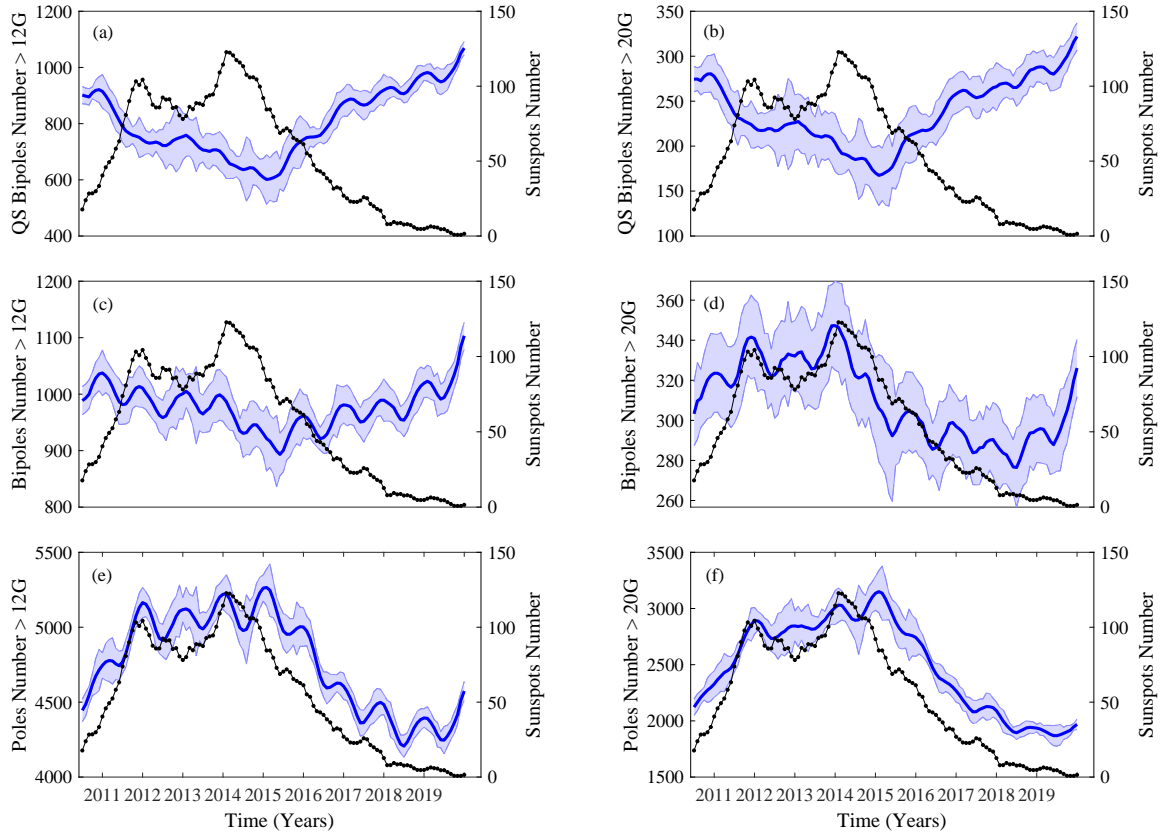 1200
1000
800
600
400
QS Bipoles Number > 12G
(a)
150
100
50
0
Sunspots Number
350
300
250
200
150
100
QS Bipoles Number > 20G
(b)
150
100
50
0
Sunspots Number
1200
1100
1000
900
800
Bipoles Number > 12G
(c)
150
100
50
0
Sunspots Number
360
340
320
300
280
260
Bipoles Number > 20G
(d)
150
100
50
0
Sunspots Number
5500
5000
4500
4000
Poles Number > 12G
(e)
150
100
50
0
Sunspots Number
2011 2012 2013 2014 2015 2016 2017 2018 2019
Time (Years)
3500
3000
2500
2000
1500
Poles Number > 20G
(f)
150
100
50
0
Sunspots Number
2011 2012 2013 2014 2015 2016 2017 2018 2019
Time (Years)